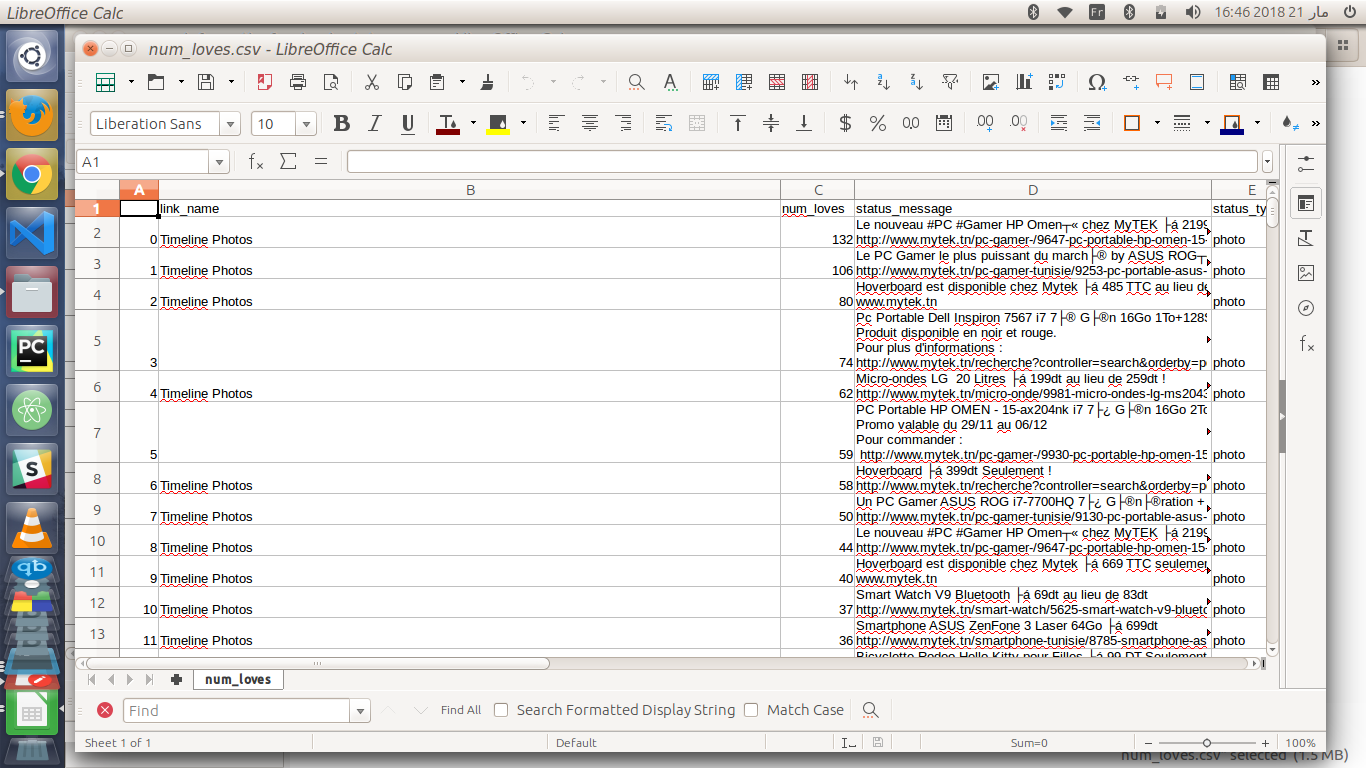 LibreOffice Calc
Fr
16:46 2018 مار 21
num_loves.csv - LibreOffice Calc
Liberation Sans
10
A1
A B C D E
1 link_name num_loves status_message status_ty
2 0 Timeline Photos 132 Le nouveau #PC #Gamer HP Omen┬« chez MyTEK ├á 219
http://www.mytek.tn/pc-gamer-/9647-pc-portable-hp-omen-15- photo
3 1 Timeline Photos 106 Le PC Gamer le plus puissant du march├® by ASUS ROG┬
http://www.mytek.tn/pc-gamer-tunisie/9253-pc-portable-asus- photo
4 2 Timeline Photos 80 Hoverboard est disponible chez Mytek ├á 485 TTC au lieu de
www.mytek.tn photo
5 3 74 Pc Portable Dell Inspiron 7567 i7 7├® G├®n 16Go 1To+128S
Produit disponible en noir et rouge.
Pour plus d'informations :
http://www.mytek.tn/recherche?controller=search&orderby=p photo
6 4 Timeline Photos 62 Micro-ondes LG  20 Litres ├á 199dt au lieu de 259dt !
http://www.mytek.tn/micro-onde/9981-micro-ondes-lg-ms204 photo
7 5 59 PC Portable HP OMEN - 15-ax204nk i7 7├¿ G├®n 16Go 2To
Promo valable du 29/11 au 06/12
Pour commander :
http://www.mytek.tn/pc-gamer-/9930-pc-portable-hp-omen-15 photo
8 6 Timeline Photos 58 Hoverboard ├á 399dt Seulement !
http://www.mytek.tn/recherche?controller=search&orderby=p photo
9 7 Timeline Photos 50 Un PC Gamer ASUS ROG i7-7700HQ 7├¿ G├®n├®ration +
http://www.mytek.tn/pc-gamer-tunisie/9130-pc-portable-asus- photo
10 8 Timeline Photos 44 Le nouveau #PC #Gamer HP Omen┬« chez MyTEK ├á 219
http://www.mytek.tn/pc-gamer-/9647-pc-portable-hp-omen-15- photo
11 9 Timeline Photos 40 Hoverboard est disponible chez Mytek ├á 669 TTC seuleme
www.mytek.tn photo
12 10 Timeline Photos 37 Smart Watch V9 Bluetooth ├á 69dt au lieu de 83dt
http://www.mytek.tn/smart-watch/5625-smart-watch-v9-blueto photo
13 11 Timeline Photos 36 Smartphone ASUS ZenFone 3 Laser 64Go ├á 699dt
http://www.mytek.tn/smartphone-tunisie/8785-smartphone-as photo
Bicyclette Rodeo Hello Kitty pour Filles ├á 99 DT Seulement
num_loves
Find
Find All
Search Formatted Display String
Match Case
Sheet 1 of 1
Default
Sum=0
100%
num_loves.csv" selected (1.5 MB)